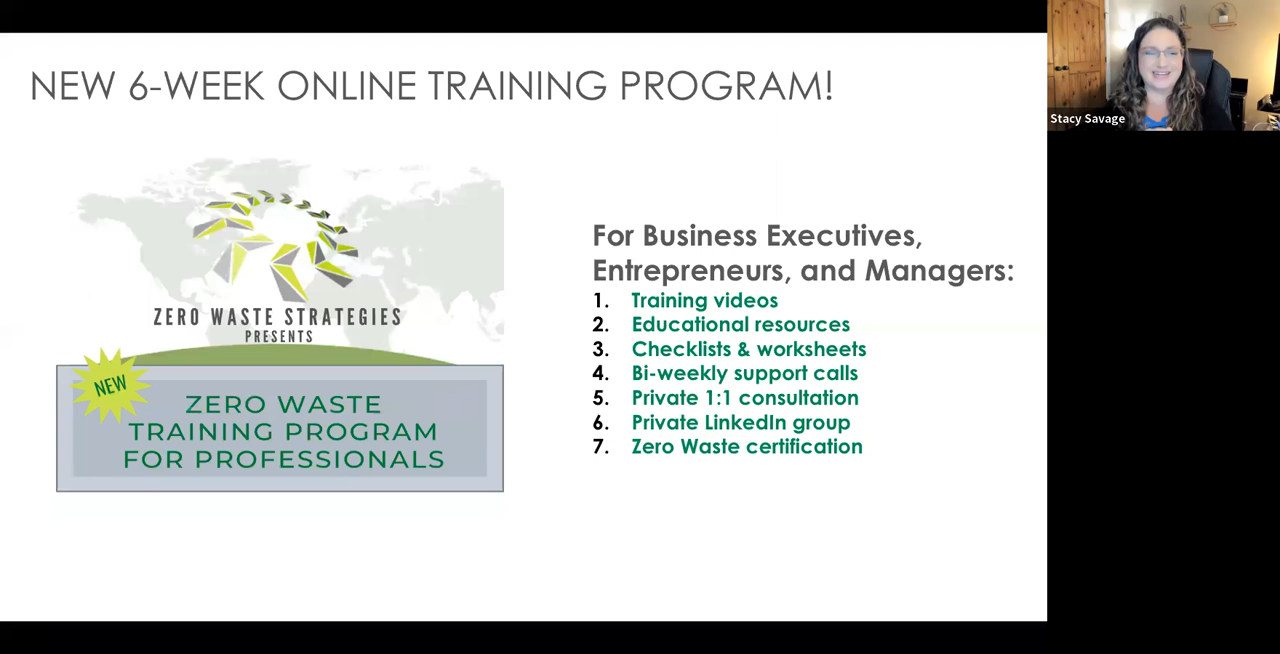 NEW 6-WEEK ONLINE TRAINING PROGRAM!
Stacy Savage
ZERO WASTE STRATEGIES
PRESENTS
NEW
ZERO WASTE
TRAINING PROGRAM
FOR PROFESSIONALS
For Business Executives,
Entrepreneurs, and Managers:
1. Training videos
2. Educational resources
3. Checklists & worksheets
4. Bi-weekly support calls
5. Private 1:1 consultation
6. Private LinkedIn group
7. Zero Waste certification